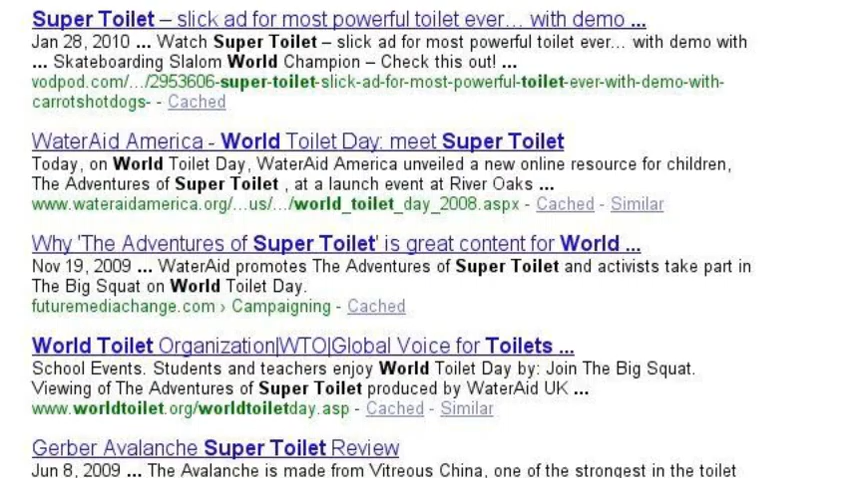 Super Toilet – slick ad for most powerful toilet ever... with demo ...
Jan 28, 2010 ... Watch Super Toilet – slick ad for most powerful toilet ever... with demo with
... Skateboarding Slalom World Champion – Check this out! ...
vodpod.com/.../2953606-super-toilet-slick-ad-for-most-powerful-toilet-ever-with-demo-with-
carrotshotdogs- - Cached
WaterAid America - World Toilet Day: meet Super Toilet
Today, on World Toilet Day, WaterAid America unveiled a new online resource for children,
The Adventures of Super Toilet , at a launch event at River Oaks ...
www.wateraidamerica.org/...us/.../world_toilet_day_2008.aspx - Cached - Similar
Why 'The Adventures of Super Toilet' is great content for World ...
Nov 19, 2009 ... WaterAid promotes The Adventures of Super Toilet and activists take part in
The Big Squat on World Toilet Day.
futuremediachange.com › Campaigning - Cached
World Toilet Organization|WTO|Global Voice for Toilets ...
School Events. Students and teachers enjoy World Toilet Day by: Join The Big Squat.
Viewing of The Adventures of Super Toilet produced by WaterAid UK ...
www.worldtoilet.org/worldtoiletday.asp - Cached - Similar
Gerber Avalanche Super Toilet Review
Jun 8, 2009 ... The Avalanche is made from Vitreous China, one of the strongest in the toilet